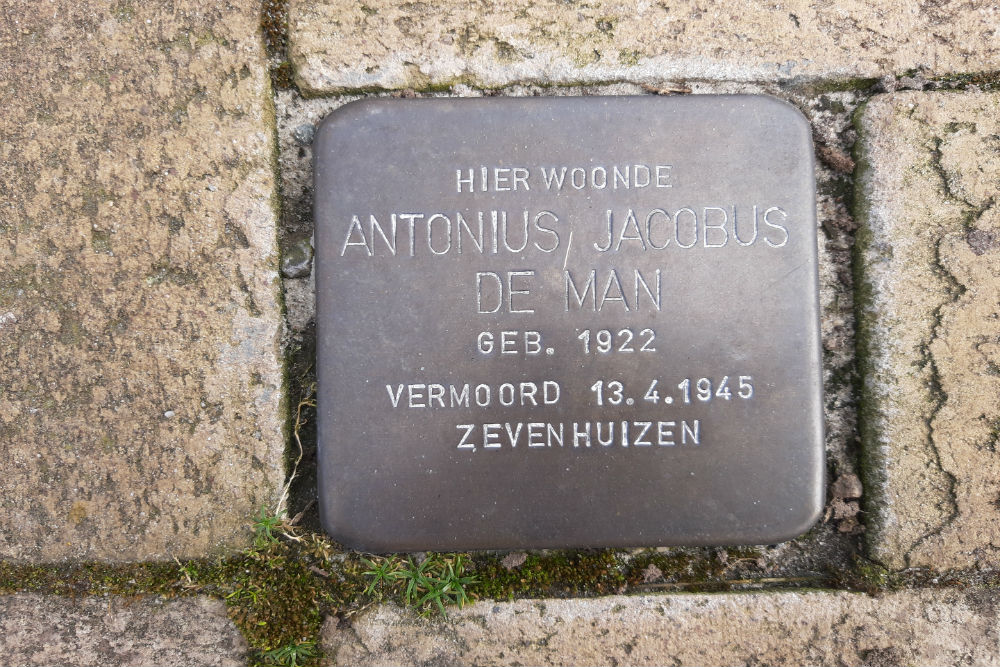 HIER WOONDE
ANTONIUS, JACOBUS
DE MAN
GEB. 1922
VERMOORD 13.4.1945
ZEVENHUIZEN